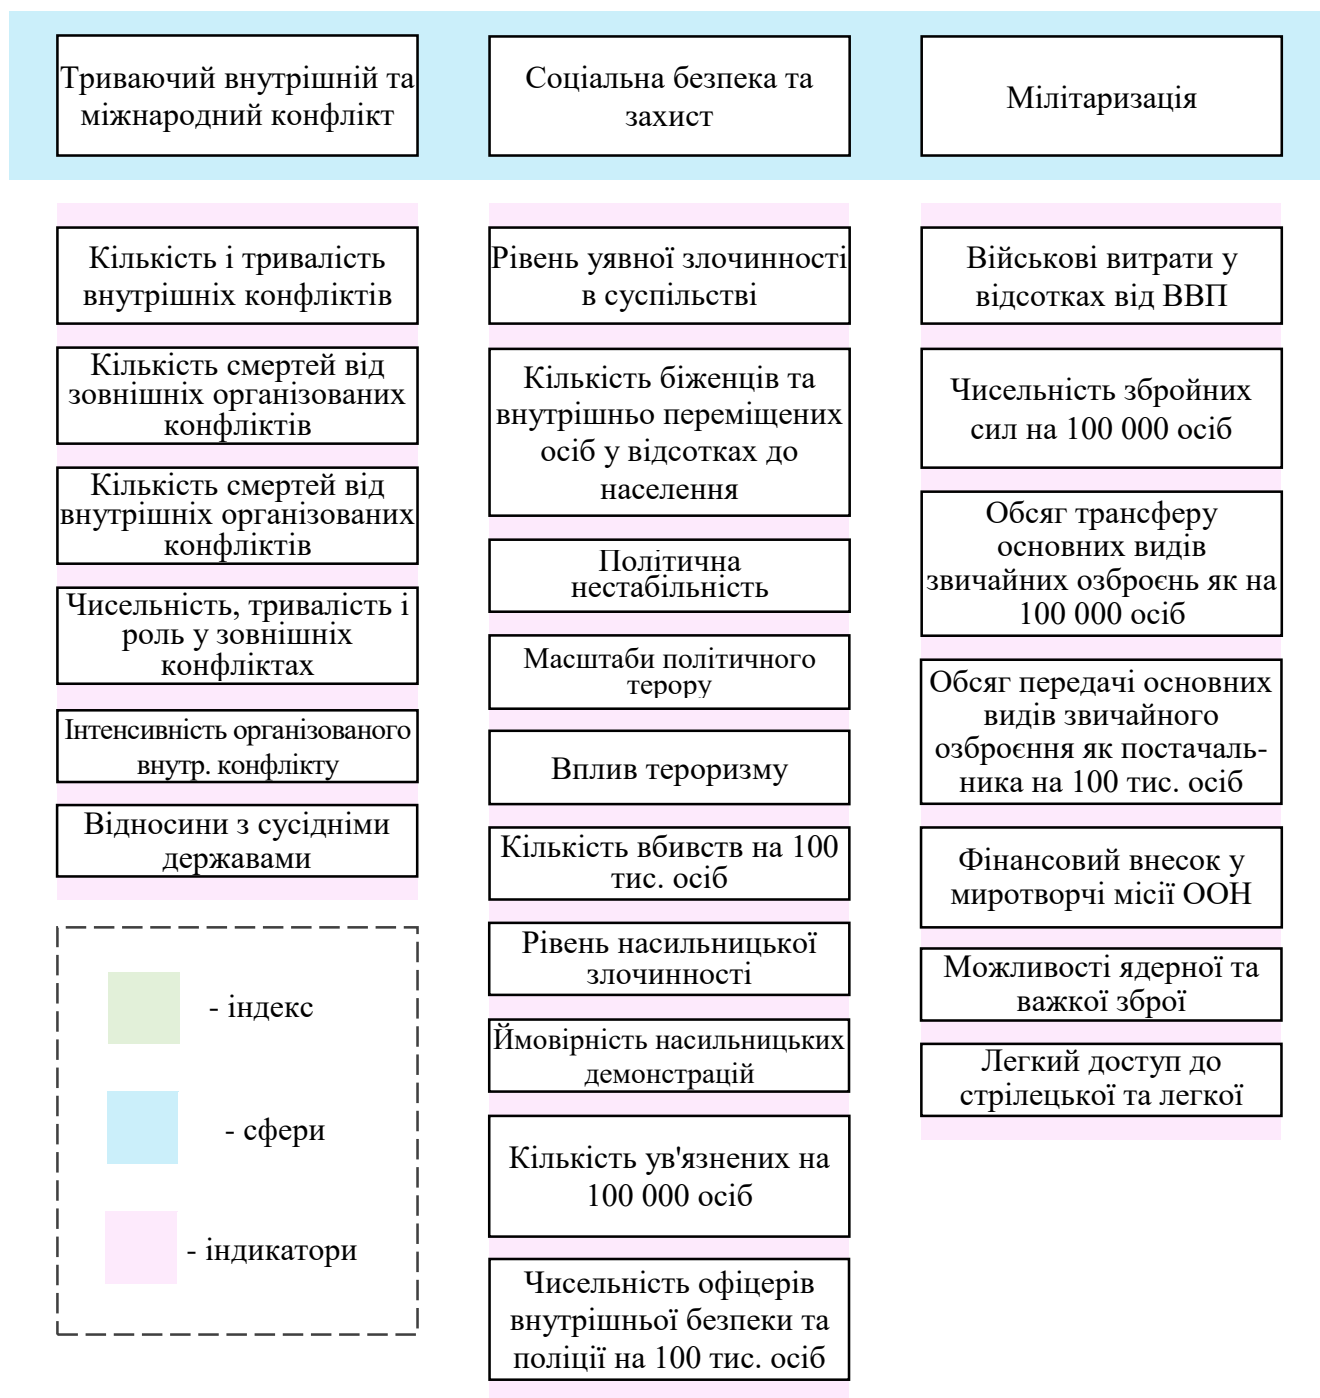 Триваючий внутрішній та
міжнародний конфлікт
Соціальна безпека та
захист
Мілітаризація
Кількість і тривалість
внутрішніх конфліктів
Кількість смертей від
зовнішніх організованих
конфліктів
Кількість смертей від
внутрішніх організованих
конфліктів
Чисельність, тривалість і
роль у зовнішніх
конфліктах
Інтенсивність організованого
внутр. конфлікту
Відносини з сусідніми
державами
Рівень уявної злочинності
в суспільстві
Кількість біженців та
внутрішньо переміщених
осіб у відсотках до
населення
Політична
нестабільність
Масштаби політичного
терору
Вплив тероризму
Кількість вбивств на 100
тис. осіб
Рівень насильницької
злочинності
Ймовірність насильницьких
демонстрацій
Кількість ув'язнених на
100 000 осіб
Чисельність офіцерів
внутрішньої безпеки та
поліції на 100 тис. осіб
Військові витрати у
відсотках від ВВП
Чисельність збройних
сил на 100 000 осіб
Обсяг трансферу
основних видів
звичайних озброєнь як на
100 000 осіб
Обсяг передачі основних
видів звичайного
озброєння як постачаль-
ника на 100 тис. осіб
Фінансовий внесок у
миротворчі місії ООН
Можливості ядерної та
важкої зброї
Легкий доступ до
стрілецької та легкої
- індекс
- сфери
- індикатори